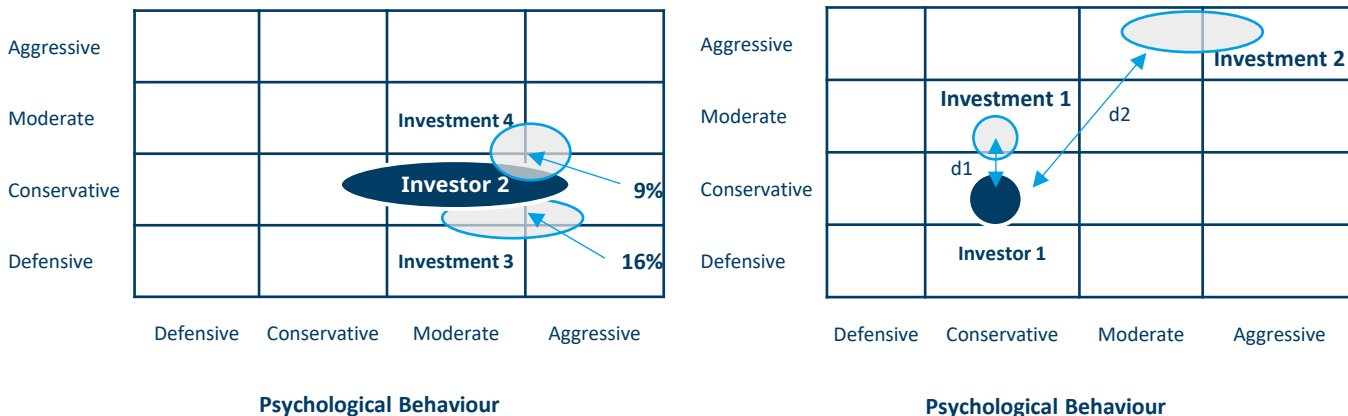 Aggressive
Moderate
Investment 4
Conservative
Investor 2
9%
Defensive
Investment 3
16%
Defensive
Conservative
Moderate
Aggressive
Psychological Behaviour
Aggressive
Investment 2
Moderate
Investment 1
d2
Conservative
d1
Defensive
Investor 1
Defensive
Conservative
Moderate
Aggressive
Psychological Behaviour